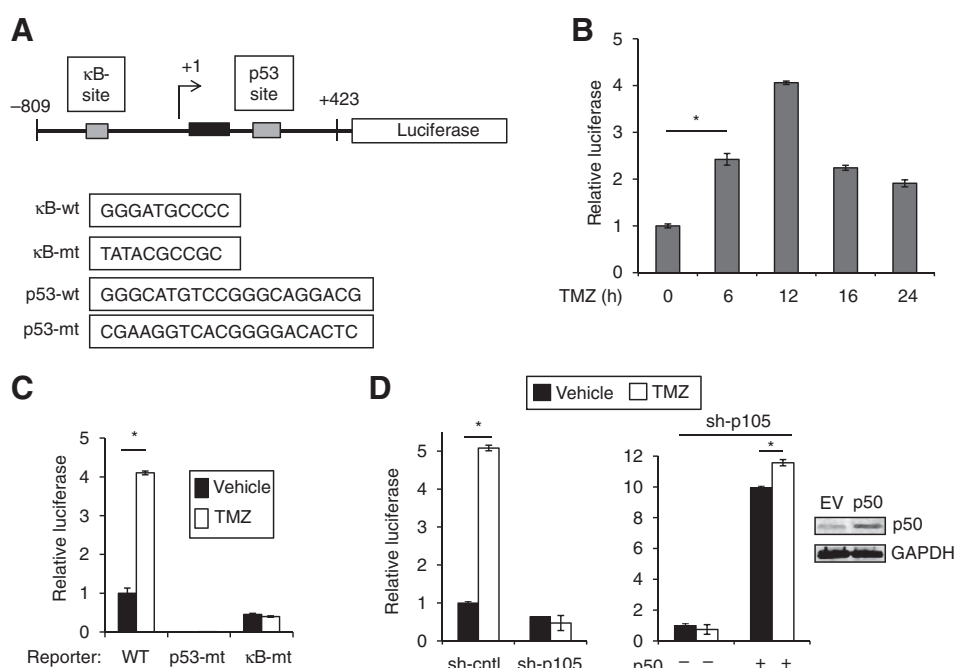 A
κB-
site
+1
p53
site
–809
+423
Luciferase
κB-wt
GGGATGCCCC
κB-mt
TATACGCCGC
p53-wt
GGGCATGTCCGGGCAGGACG
p53-mt
CGAAGGTCACGGGGACACTC
B
Relative luciferase
5
4
3
2
1
0
*
TMZ (h)
0 6 12 16 24
C
Relative luciferase
5
4
3
2
1
0
*
Vehicle
TMZ
Reporter: WT p53-mt κB-mt
D
Vehicle TMZ
Relative luciferase
5
4
3
2
1
0
*
sh-cntl sh-p105
sh-p105
12
10
8
6
4
2
0
*
p50 – – + +
EV p50
p50
GAPDH